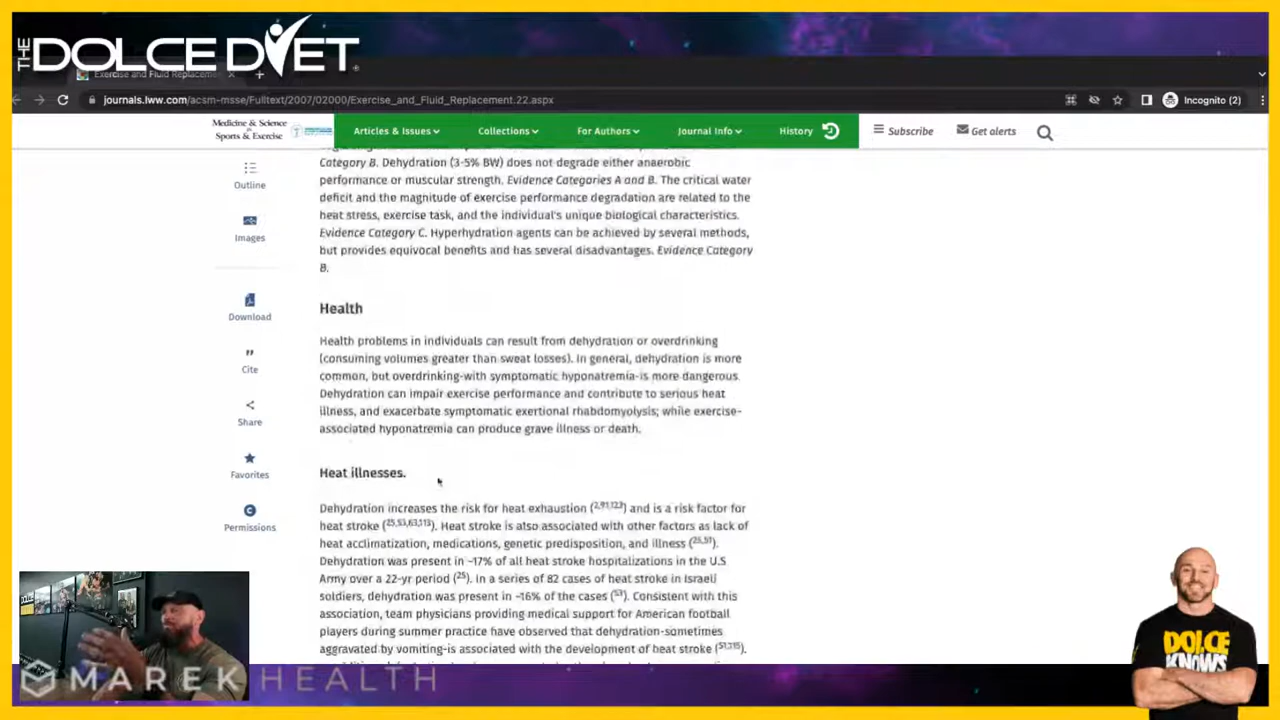 THE DOLCE DIET
Exercise and Fluid Replacemen
journals.lww.com/acsm-msse/Fulltext/2007/02000/Exercise_and_Fluid_Replacement.22.aspx
Incognito (2)
Medicine & Science
in
Sports & Exercise
Articles & Issues
Collections
For Authors
Journal Info
History
Subscribe
Get alerts
Outline
Images
Download
Cite
Share
Favorites
Permissions
Category B. Dehydration (3-5% BW) does not degrade either anaerobic
performance or muscular strength. Evidence Categories A and B. The critical water
deficit and the magnitude of exercise performance degradation are related to the
heat stress, exercise task, and the individual's unique biological characteristics.
Evidence Category C. Hyperhydration agents can be achieved by several methods,
but provides equivocal benefits and has several disadvantages. Evidence Category
B.
Health
Health problems in individuals can result from dehydration or overdrinking
(consuming volumes greater than sweat losses). In general, dehydration is more
common, but overdrinking-with symptomatic hyponatremia-is more dangerous.
Dehydration can impair exercise performance and contribute to serious heat
illness, and exacerbate symptomatic exertional rhabdomyolysis; while exercise-
associated hyponatremia can produce grave illness or death.
Heat illnesses.
Dehydration increases the risk for heat exhaustion (2,91,123) and is a risk factor for
heat stroke (25,53,63,113). Heat stroke is also associated with other factors as lack of
heat acclimatization, medications, genetic predisposition, and illness (25,51).
Dehydration was present in ~17% of all heat stroke hospitalizations in the U.S
Army over a 22-yr period (25). In a series of 82 cases of heat stroke in Israeli
soldiers, dehydration was present in ~16% of the cases (53). Consistent with this
association, team physicians providing medical support for American football
players during summer practice have observed that dehydration-sometimes
aggravated by vomiting-is associated with the development of heat stroke (51,115).
MAREK HEALTH
DOLCE
KNOWS